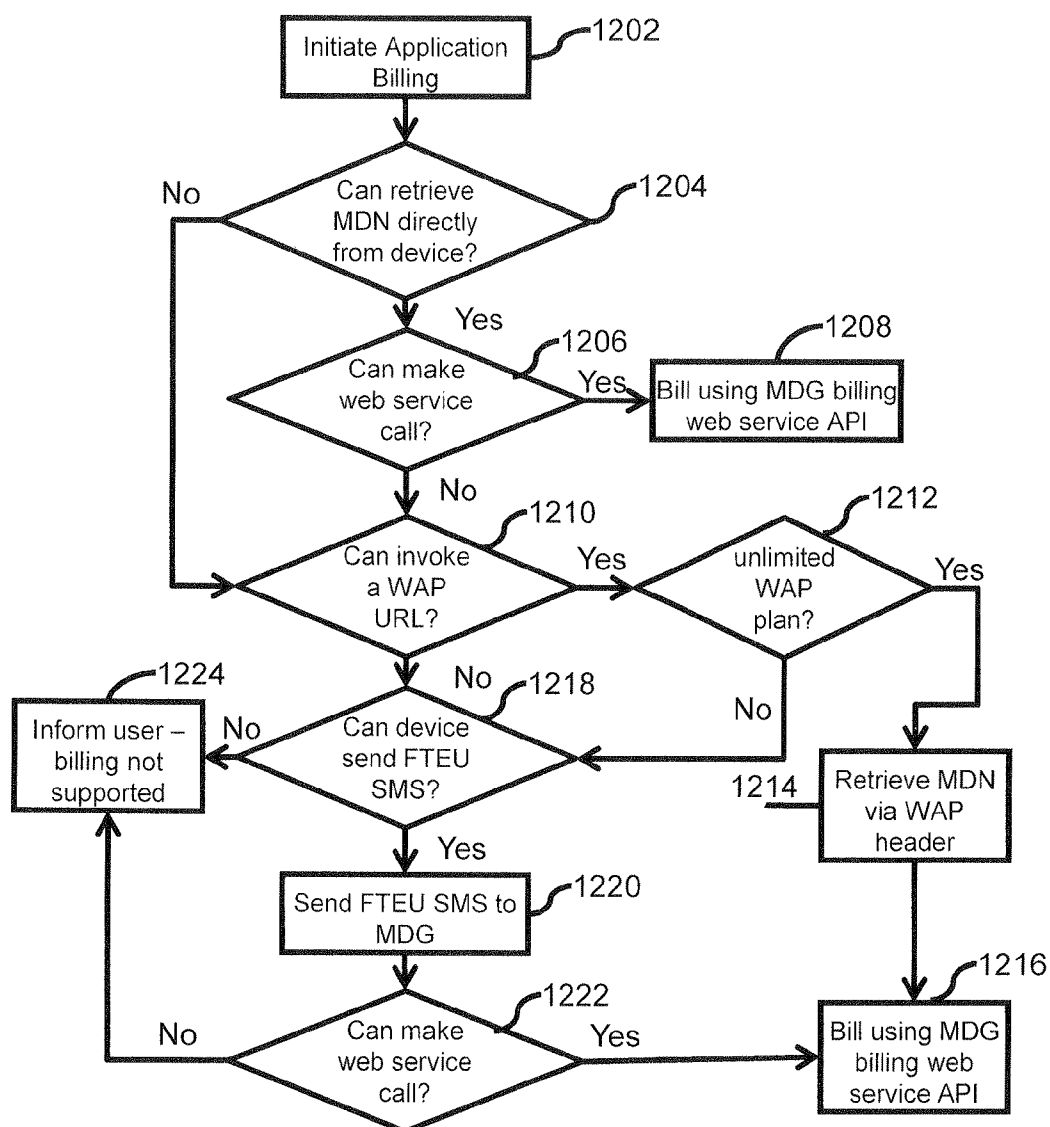 1202
Initiate Application
Billing
No
Can retrieve
MDN directly
from device?
1204
Yes
1206
1208
Can make
web service
call?
Yes
Bill using MDG billing
web service API
No
1210
1212
Can invoke
a WAP
URL?
Yes
unlimited
WAP
plan?
Yes
1224
No
1218
No
Inform user –
billing not
supported
No
Can device
send FTEU
SMS?
1214
Retrieve MDN
via WAP
header
Yes
1220
Send FTEU SMS to
MDG
1216
1222
No
Can make
web service
call?
Yes
Bill using MDG
billing web
service API